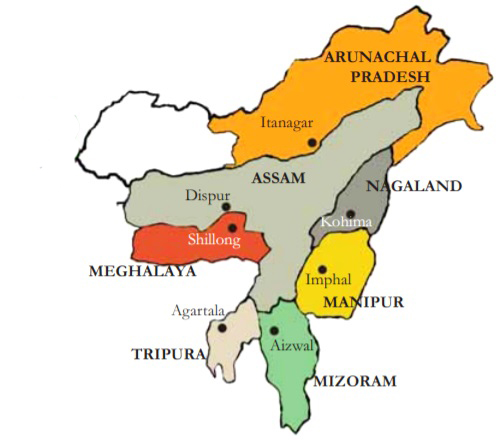 ARUNACHAL
PRADESH
Itanagar
ASSAM
NAGALAND
Dispur
Kohima
Shillong
MEGHALAYA
Imphal
MANIPUR
Agartala
Aizwal
TRIPURA
MIZORAM